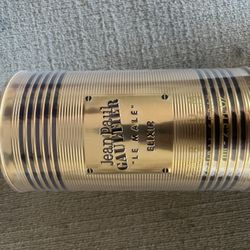 Jean Paul
GAULTIER
"LE MALE"
ELIXIR